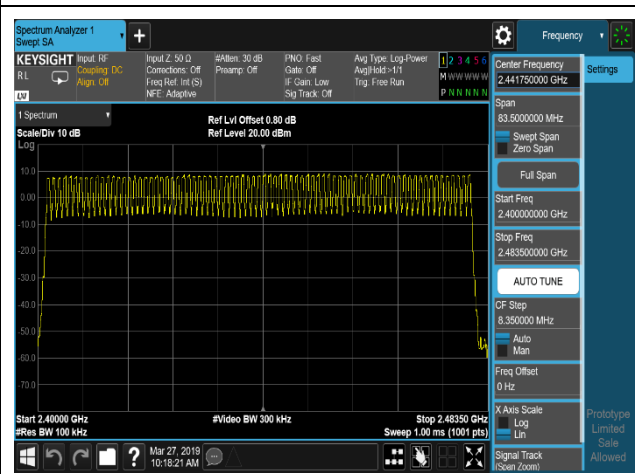 Spectrum Analyzer 1
Swept SA
+
Frequency
KEYSIGHT
RL
LXI
Input: RF
Coupling: DC
Align: Off
Input Z: 50 Ω
Corrections: Off
Freq Ref: Int (S)
NFE: Adaptive
#Atten: 30 dB
Preamp: Off
PNO: Fast
Gate: Off
IF Gain: Low
Sig Track: Off
Avg Type: Log-Power
Avg|Hold:>1/1
Trig: Free Run
1 2 3 4 5 6
M W W W W W
P N N N N N
1 Spectrum
Scale/Div 10 dB
Log
Ref Lvl Offset 0.80 dB
Ref Level 20.00 dBm
10.0
0.00
-10.0
-20.0
-30.0
-40.0
-50.0
-60.0
-70.0
Start 2.40000 GHz
#Res BW 100 kHz
#Video BW 300 kHz
Stop 2.48350 GHz
Sweep 1.00 ms (1001 pts)
Mar 27, 2019
10:18:21 AM
?
Center Frequency
2.441750000 GHz
Settings
Span
83.5000000 MHz
Swept Span
Zero Span
Full Span
Start Freq
2.400000000 GHz
Stop Freq
2.483500000 GHz
AUTO TUNE
CF Step
8.350000 MHz
Auto
Man
Freq Offset
0 Hz
X Axis Scale
Log
Lin
Signal Track
(Span Zoom)
Prototype
Limited
Sale
Allowed